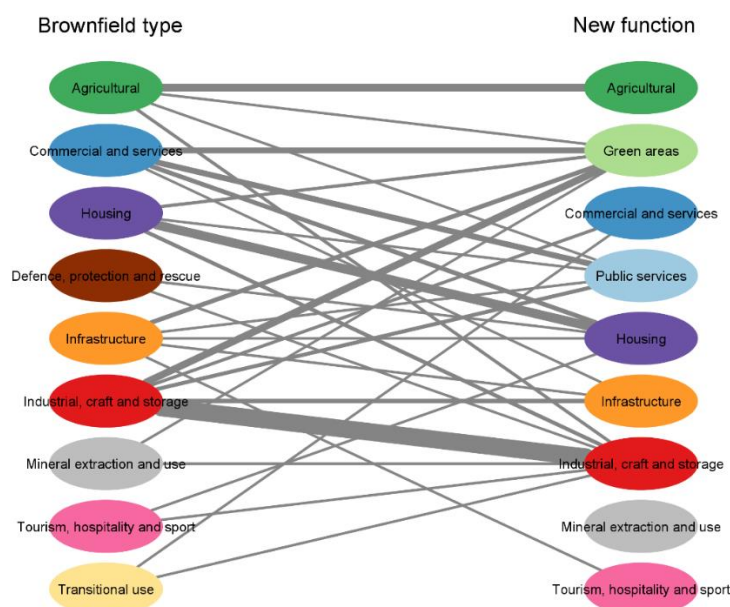 Brownfield type
New function
Agricultural
Agricultural
Commercial and services
Green areas
Housing
Commercial and services
Defence, protection and rescue
Public services
Infrastructure
Housing
Industrial, craft and storage
Infrastructure
Mineral extraction and use
Industrial, craft and storage
Tourism, hospitality and sport
Mineral extraction and use
Transitional use
Tourism, hospitality and sport